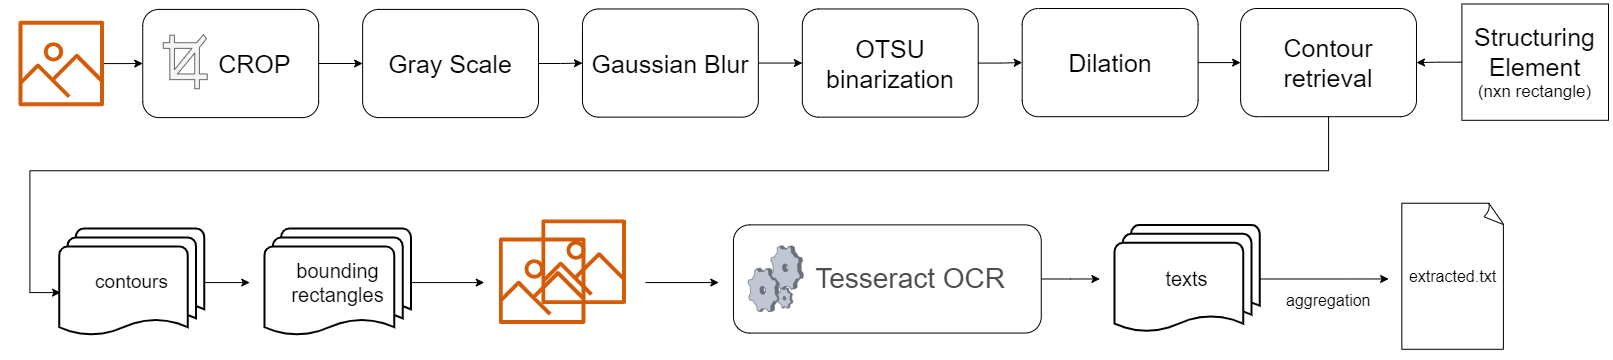 CROP
Gray Scale
Gaussian Blur
OTSU
binarization
Dilation
Contour
retrieval
Structuring
Element
(nxn rectangle)
contours
bounding
rectangles
Tesseract OCR
texts
aggregation
extracted.txt